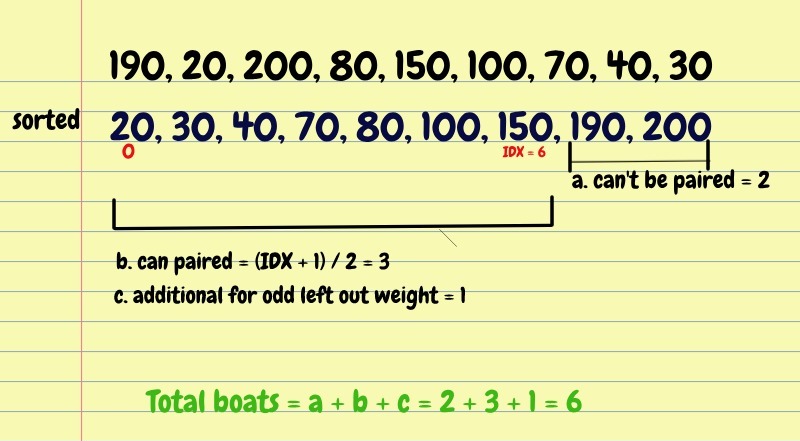 190, 20, 200, 80, 150, 100, 70, 40, 30
sorted 20, 30, 40, 70, 80, 100, 150, 190, 200
0 IDX = 6
a. can't be paired = 2
b. can paired = (IDX + 1) / 2 = 3
c. additional for odd left out weight = 1
Total boats = a + b + c = 2 + 3 + 1 = 6